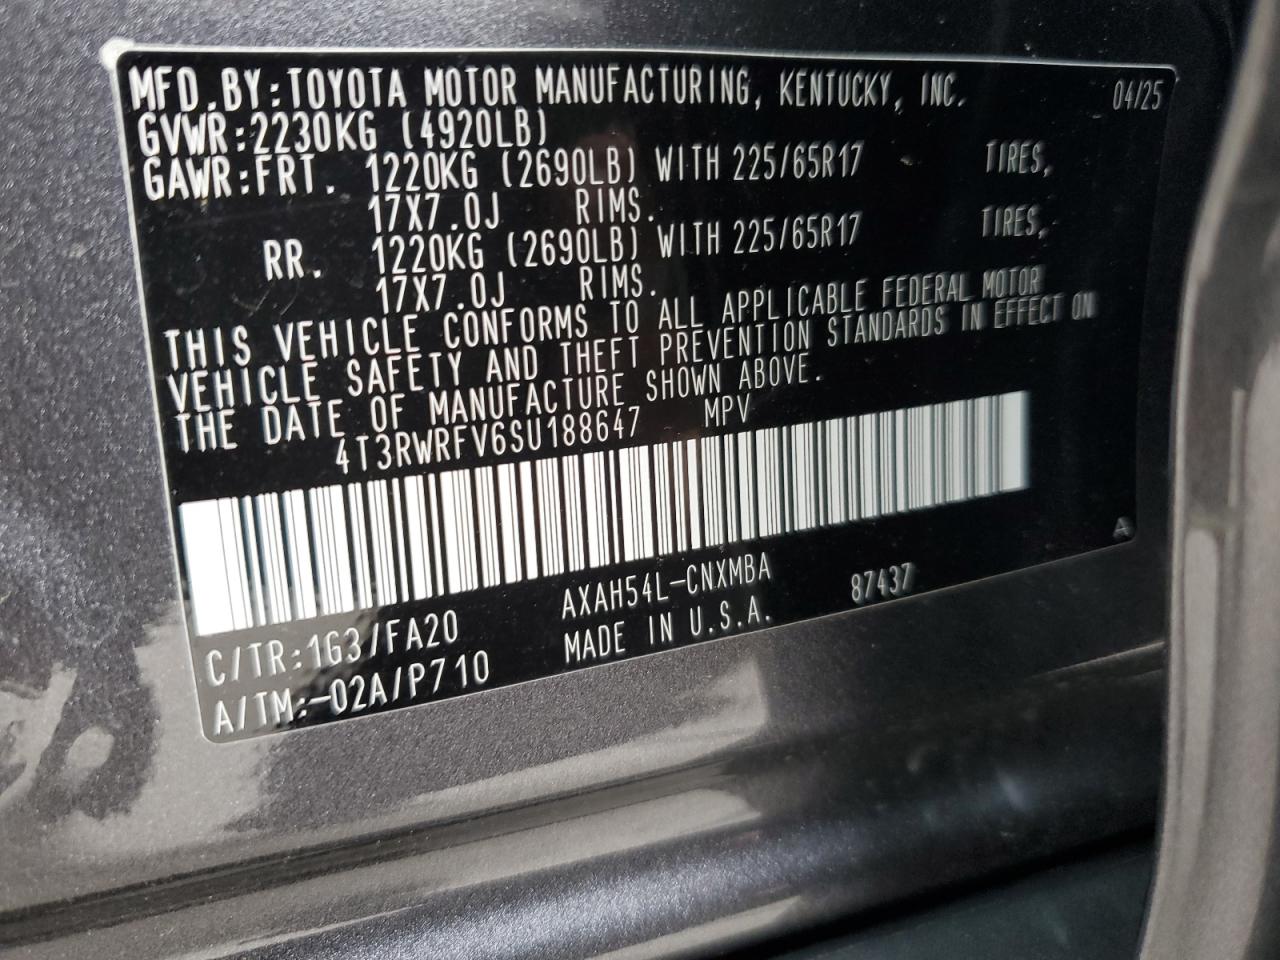 MFD.BY:TOYOTA MOTOR MANUFACTURING, KENTUCKY, INC. 04/25
GVWR:2230KG (4920LB)
GAWR:FRT. 1220KG (2690LB) WITH 225/65R17 TIRES,
17X7.0J RIMS.
RR. 1220KG (2690LB) WITH 225/65R17 TIRES,
17X7.0J RIMS.
THIS VEHICLE CONFORMS TO ALL APPLICABLE FEDERAL MOTOR
VEHICLE SAFETY AND THEFT PREVENTION STANDARDS IN EFFECT ON
THE DATE OF MANUFACTURE SHOWN ABOVE.
4T3RWRFV6SU188647 MPV
A
C/TR:1G3/FA20 AXAH54L-CNXMBA 87437
A/TM:-02A/P710 MADE IN U.S.A.